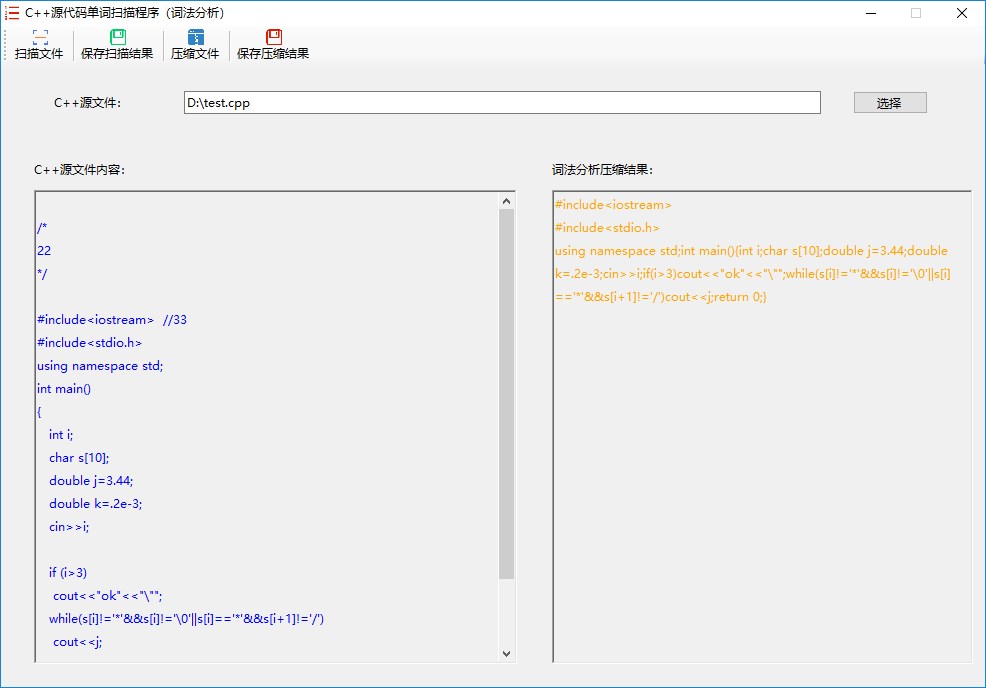 C++源代码单词扫描程序（词法分析）
扫描文件 保存扫描结果 压缩文件 保存压缩结果
C++源文件： D:\test.cpp 选择
C++源文件内容：
/*
22
*/
#include<iostream>  //33
#include<stdio.h>
using namespace std;
int main()
{
   int i;
   char s[10];
   double j=3.44;
   double k=.2e-3;
   cin>>i;
   if (i>3)
    cout<<"ok"<<"\"";
   while(s[i]!='*'&&s[i]!='\0'||s[i]=='*'&&s[i+1]!='/')
    cout<<j;
词法分析压缩结果：
#include<iostream>
#include<stdio.h>
using namespace std;int main(){int i;char s[10];double j=3.44;double
k=.2e-3;cin>>i;if(i>3)cout<<"ok"<<"\"";while(s[i]!='*'&&s[i]!='\0'||s[i]
=='*'&&s[i+1]!='/')cout<<j;return 0;}